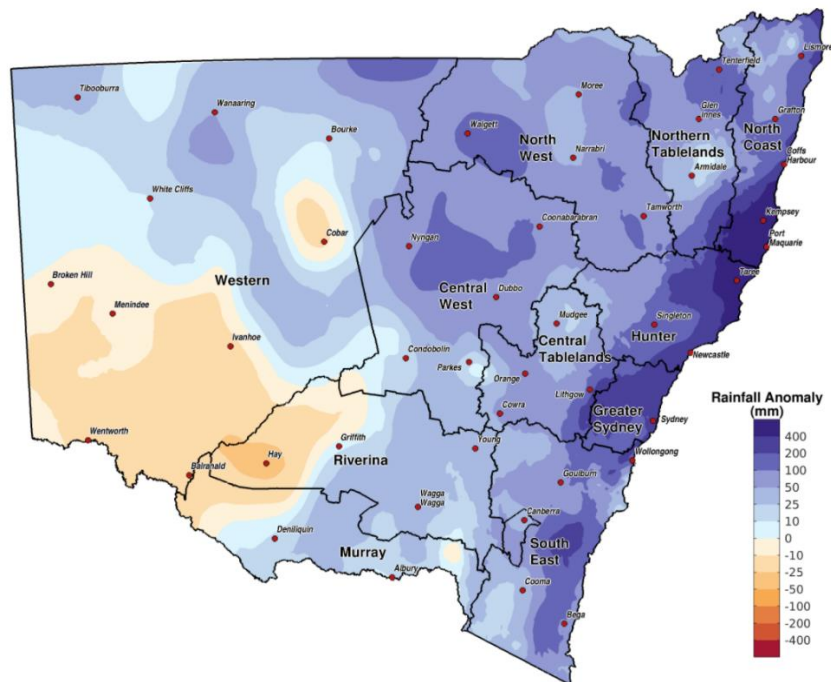 Lismore
Tenterfield
Tibooburra
Moree
Wanaaring
Glen
Innes
Grafton
Walgett
Bourke
North
West
Northern
Tablelands
North
Coast
Narrabri
Coffs
Harbour
Armidale
White Cliffs
Tamworth
Kempsey
Coonabarabran
Cobar
Nyngan
Port
Maquarie
Western
Taree
Broken Hill
Central
West
Dubbo
Menindee
Mudgee
Singleton
Hunter
Central
Tablelands
Ivanhoe
Condobolin
Parkes
Newcastle
Orange
Lithgow
Cowra
Greater
Sydney
Sydney
Rainfall Anomaly
(mm)
400
200
100
50
25
10
0
-10
-25
-50
-100
-200
-400
Wentworth
Griffith
Young
Wollongong
Hay
Riverina
Balranald
Goulburn
Wagga
Wagga
Canberra
Deniliquin
Murray
South
East
Albury
Cooma
Bega